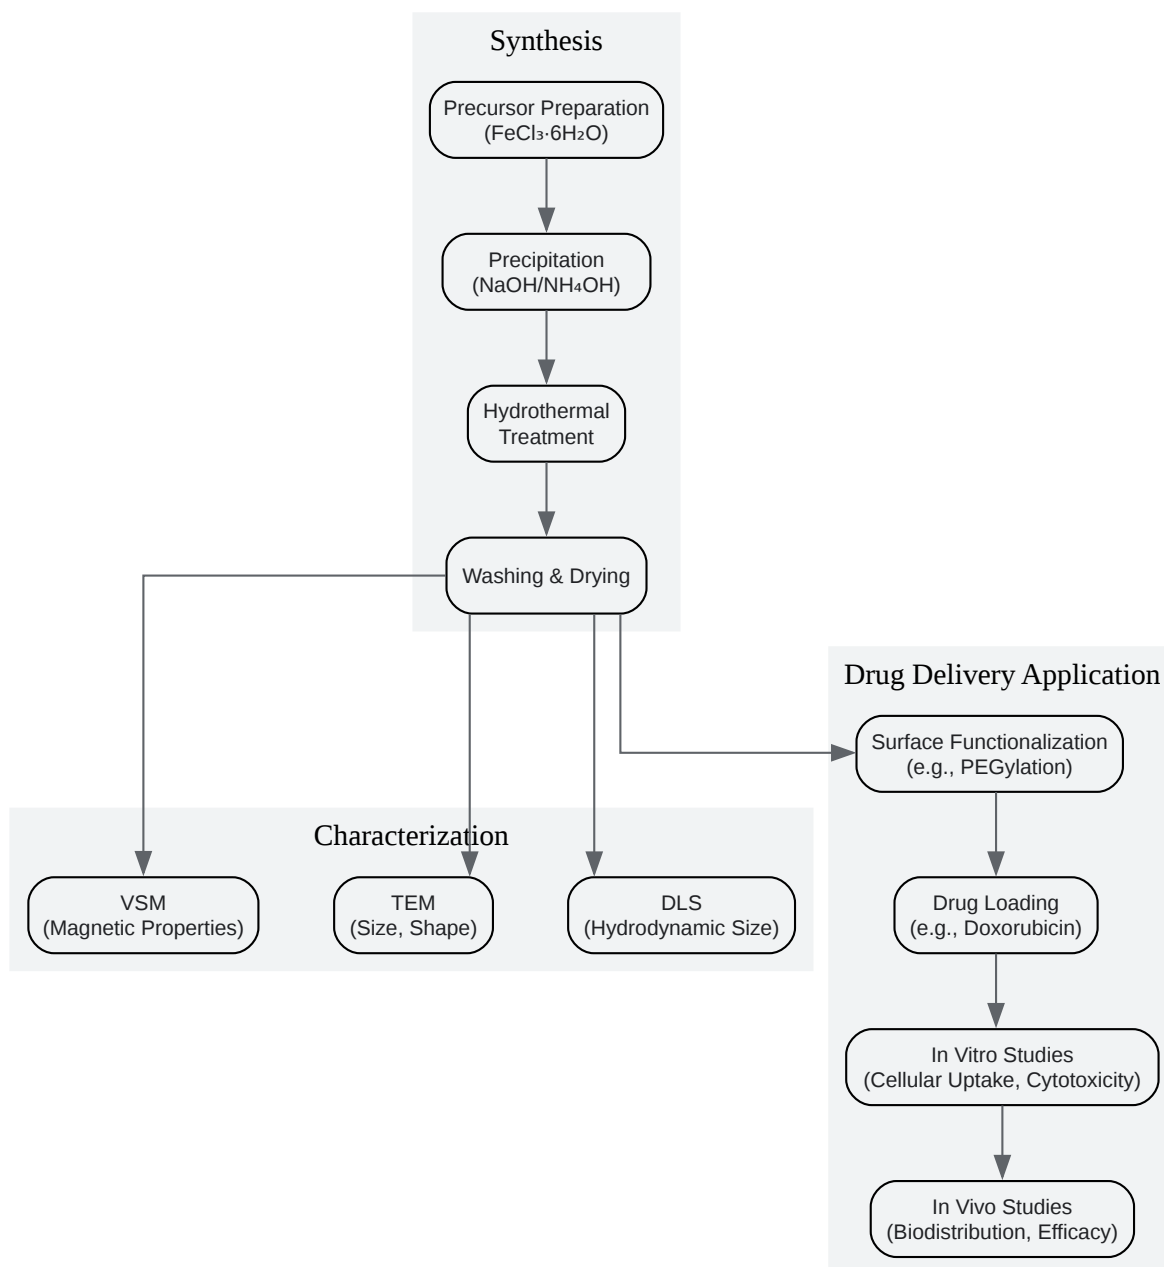 Synthesis
Precursor Preparation
(FeCl₃·6H₂O)
Precipitation
(NaOH/NH₄OH)
Hydrothermal
Treatment
Washing & Drying
Drug Delivery Application
Surface Functionalization
(e.g., PEGylation)
Characterization
VSM
(Magnetic Properties)
TEM
(Size, Shape)
DLS
(Hydrodynamic Size)
Drug Loading
(e.g., Doxorubicin)
In Vitro Studies
(Cellular Uptake, Cytotoxicity)
In Vivo Studies
(Biodistribution, Efficacy)